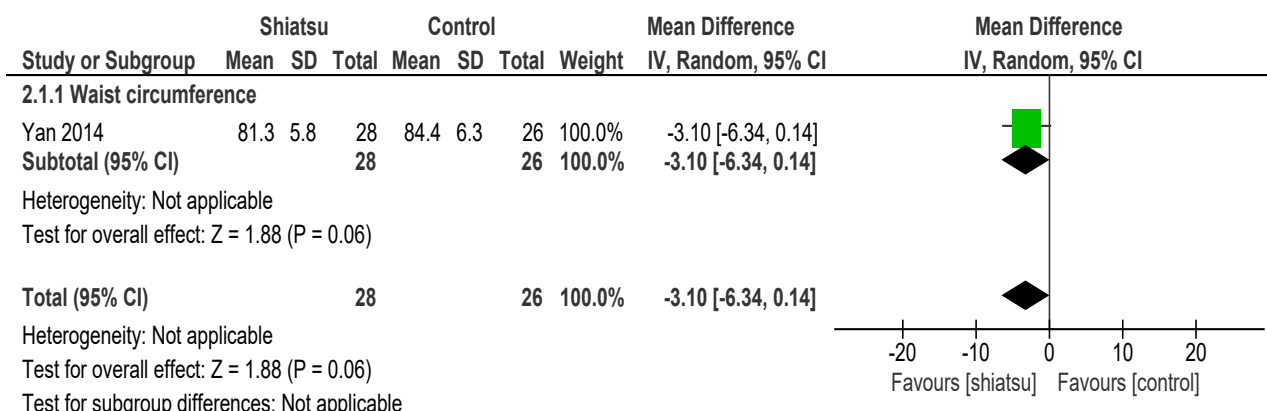 Shiatsu Control Mean Difference Mean Difference
Study or Subgroup Mean SD Total Mean SD Total Weight IV, Random, 95% CI IV, Random, 95% CI
2.1.1 Waist circumference
Yan 2014 81.3 5.8 28 84.4 6.3 26 100.0% -3.10 [-6.34, 0.14]
Subtotal (95% CI) 28 26 100.0% -3.10 [-6.34, 0.14]
Heterogeneity: Not applicable
Test for overall effect: Z = 1.88 (P = 0.06)
Total (95% CI) 28 26 100.0% -3.10 [-6.34, 0.14]
Heterogeneity: Not applicable
Test for overall effect: Z = 1.88 (P = 0.06)
Test for subgroup differences: Not applicable
-20 -10 0 10 20
Favours [shiatsu] Favours [control]